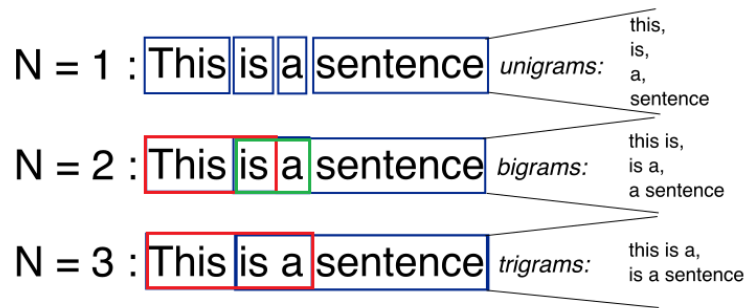 N = 1 : This is a sentence unigrams:
this,
is,
a,
sentence
N = 2 : This is a sentence bigrams:
this is,
is a,
a sentence
N = 3 : This is a sentence trigrams:
this is a,
is a sentence